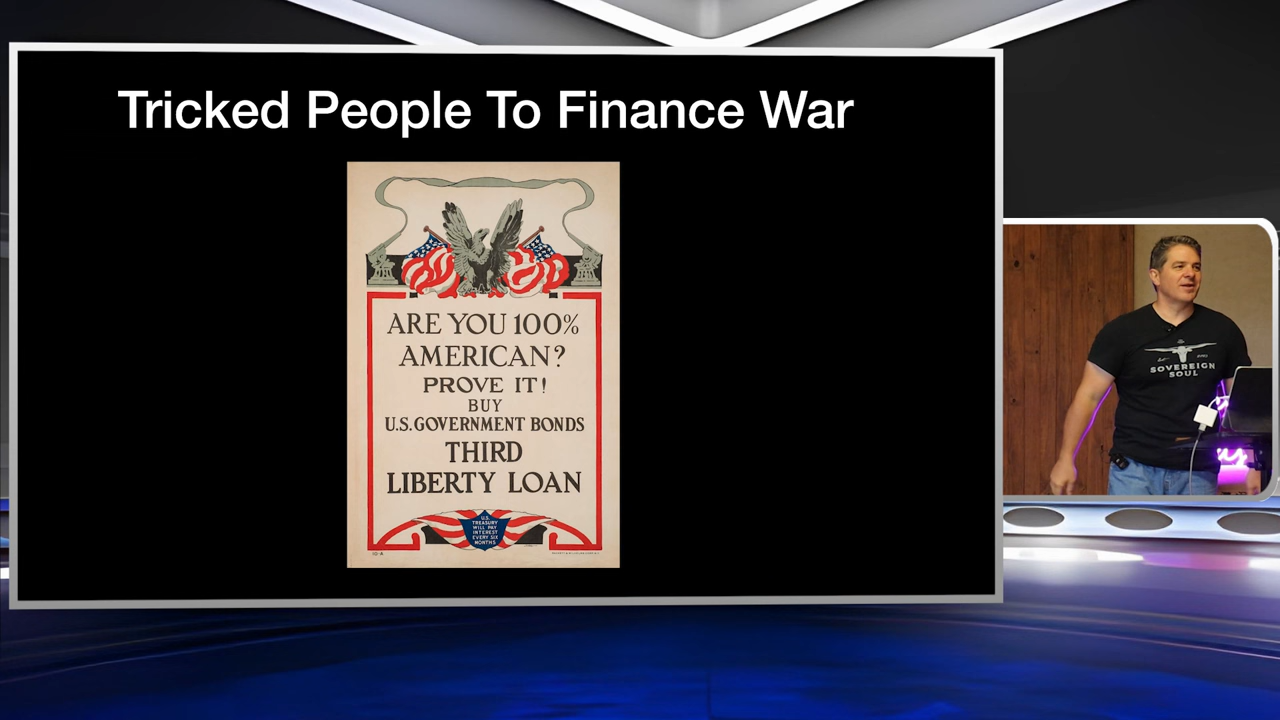 Tricked People To Finance War
ARE YOU 100%
AMERICAN?
PROVE IT!
BUY
U.S. GOVERNMENT BONDS
THIRD
LIBERTY LOAN
U.S.
TREASURY
WILL PAY
INTEREST
EVERY SIX
MONTHS
SOVEREIGN
SOUL